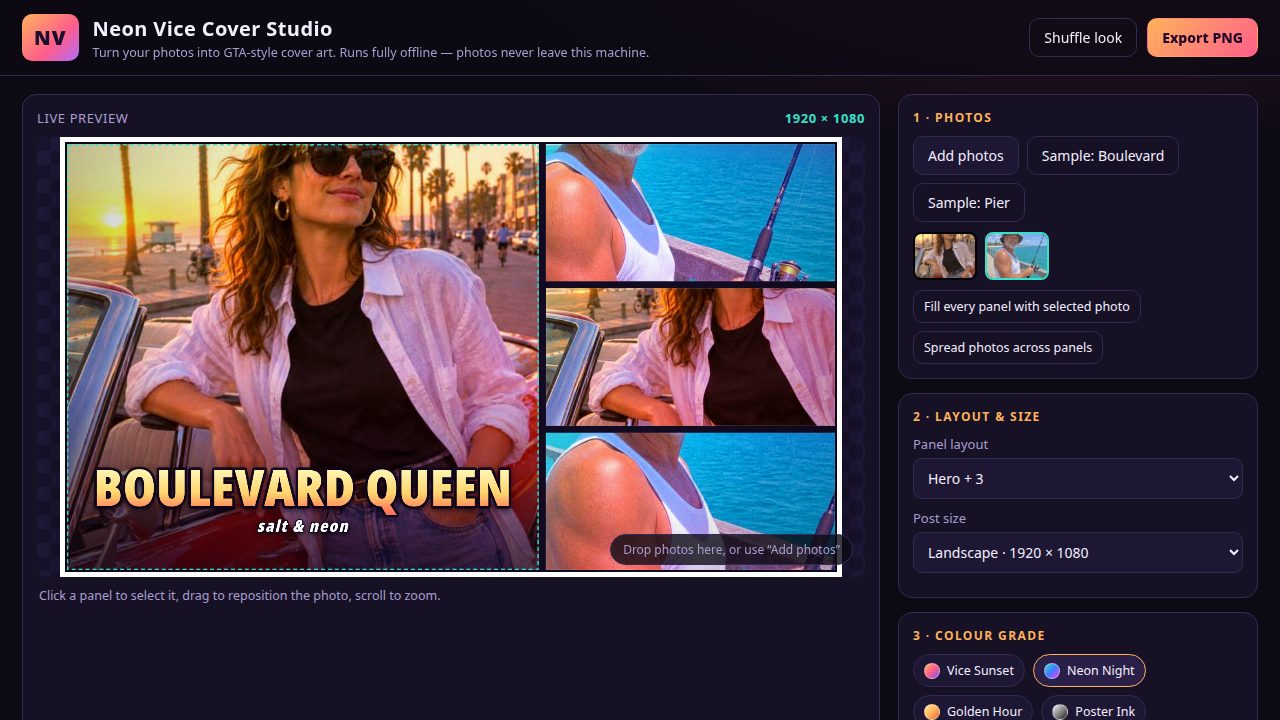 NV
Neon Vice Cover Studio
Turn your photos into GTA-style cover art. Runs fully offline — photos never leave this machine.
Shuffle look
Export PNG
LIVE PREVIEW
1920 × 1080
BOULEVARD QUEEN
salt & neon
Drop photos here, or use “Add photos”
Click a panel to select it, drag to reposition the photo, scroll to zoom.
1 · PHOTOS
Add photos
Sample: Boulevard
Sample: Pier
Fill every panel with selected photo
Spread photos across panels
2 · LAYOUT & SIZE
Panel layout
Hero + 3
Post size
Landscape · 1920 × 1080
3 · COLOUR GRADE
Vice Sunset
Neon Night
Golden Hour
Poster Ink